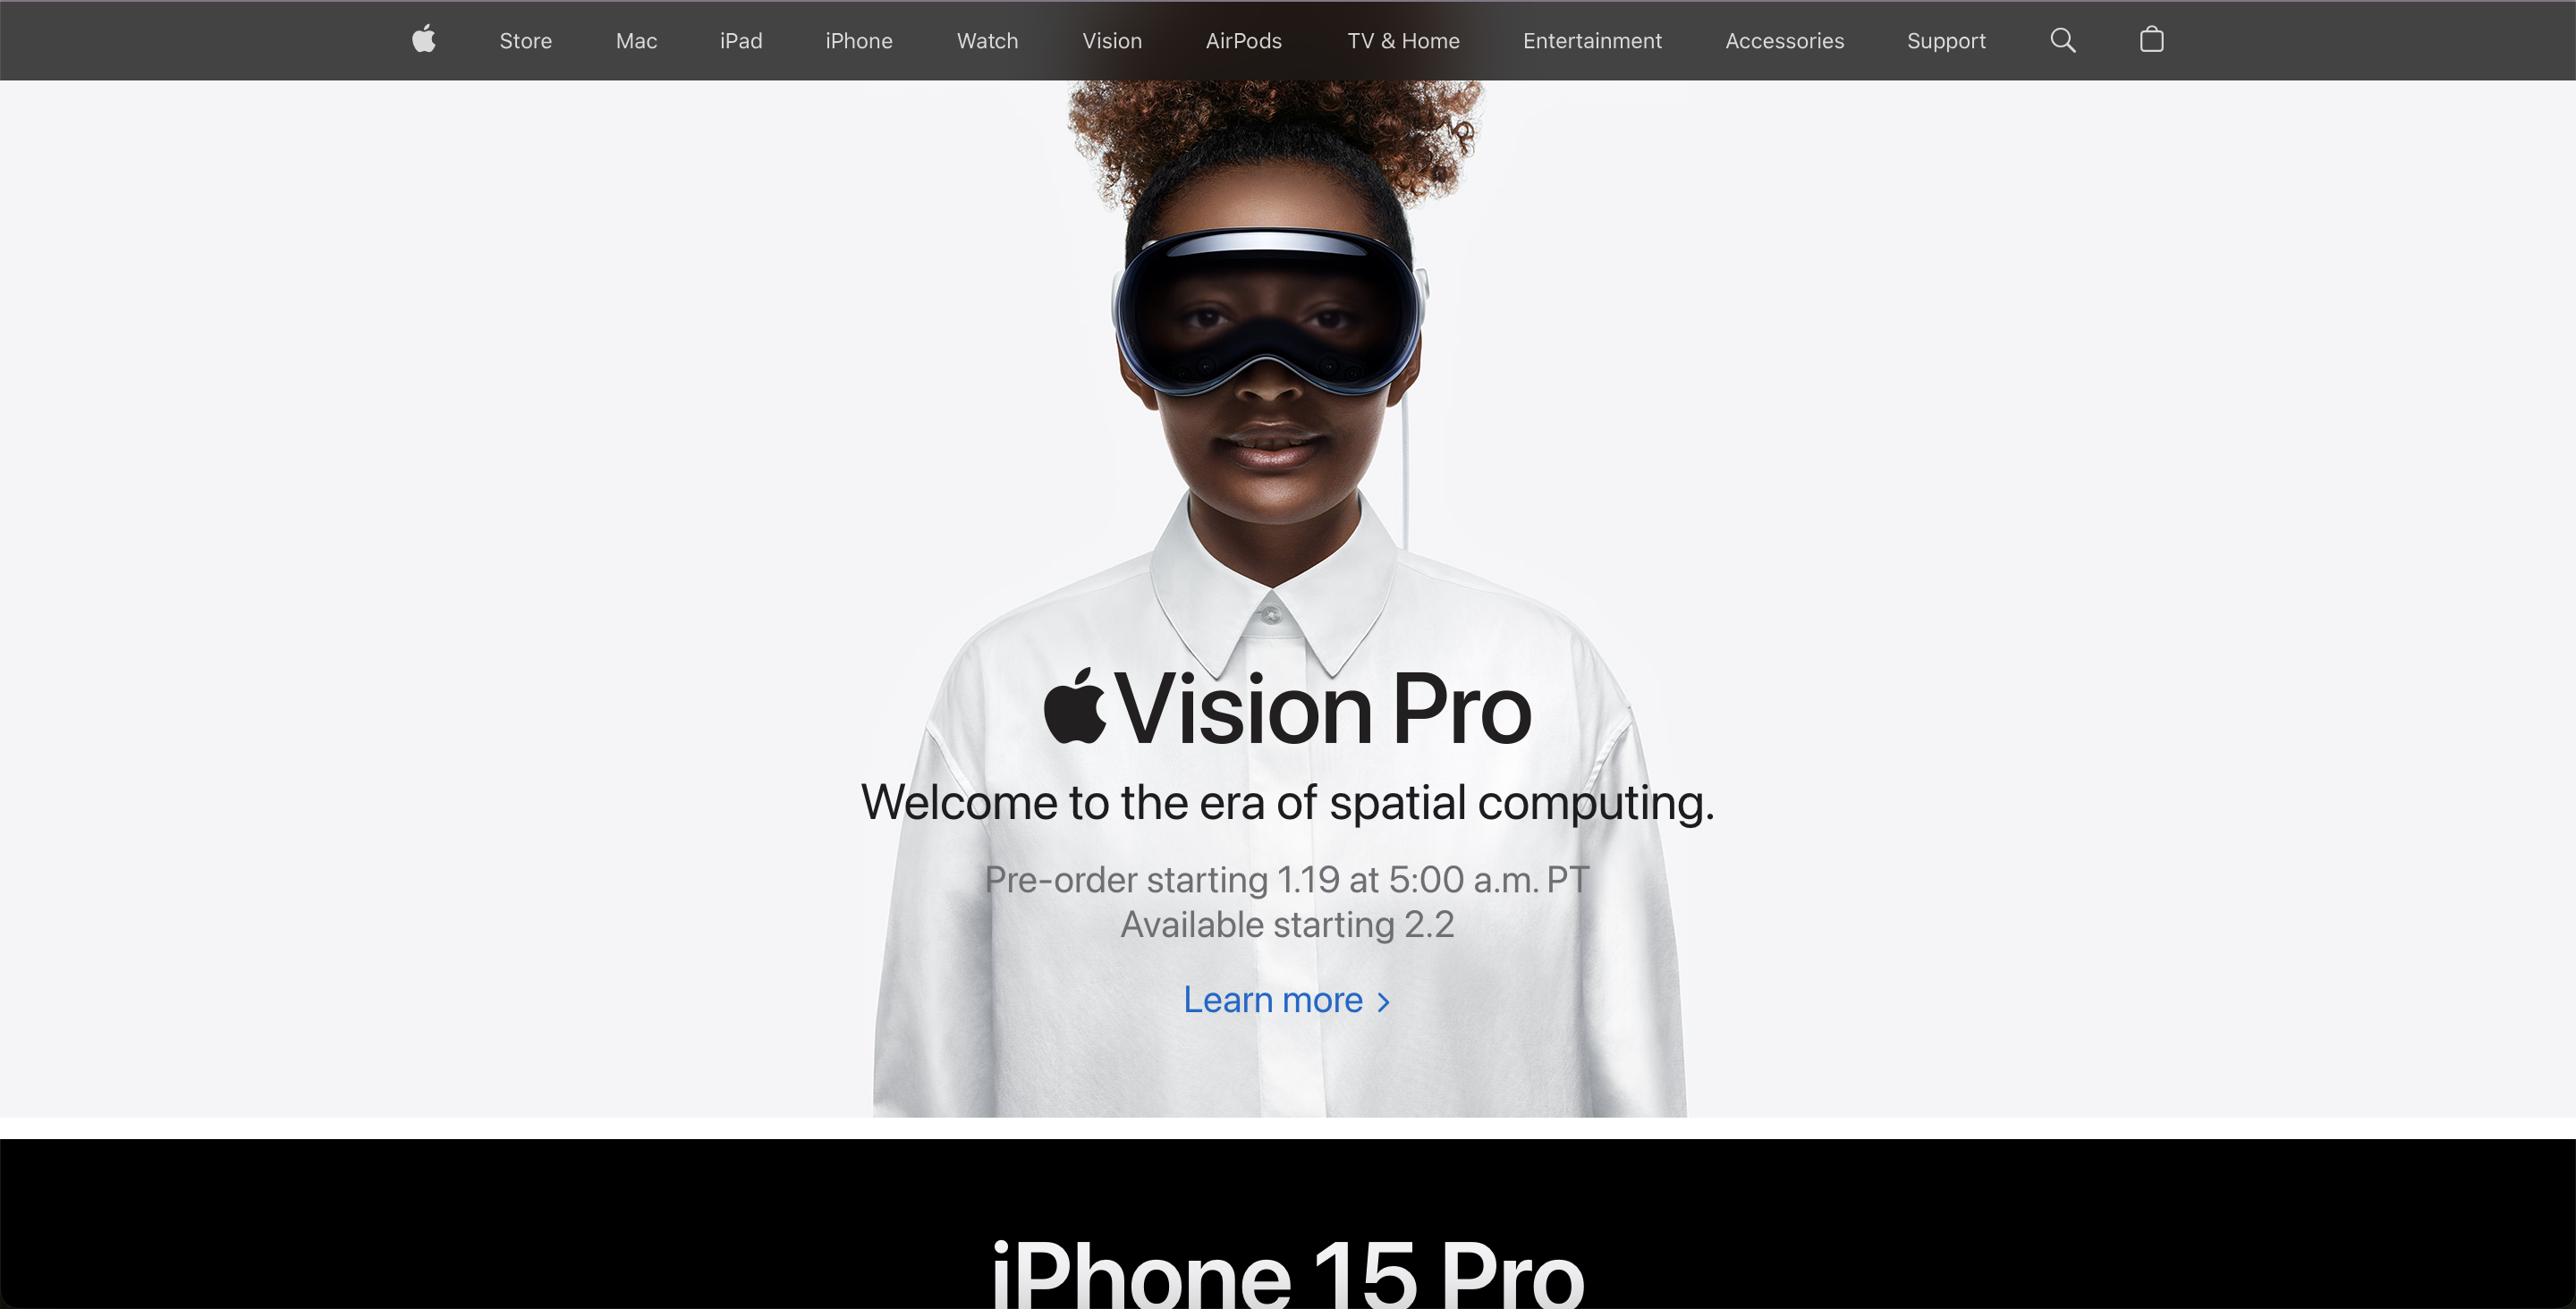 Store Mac iPad iPhone Watch Vision AirPods TV & Home Entertainment Accessories Support
Vision Pro
Welcome to the era of spatial computing.
Pre-order starting 1.19 at 5:00 a.m. PT
Available starting 2.2
Learn more >
iPhone 15 Pro